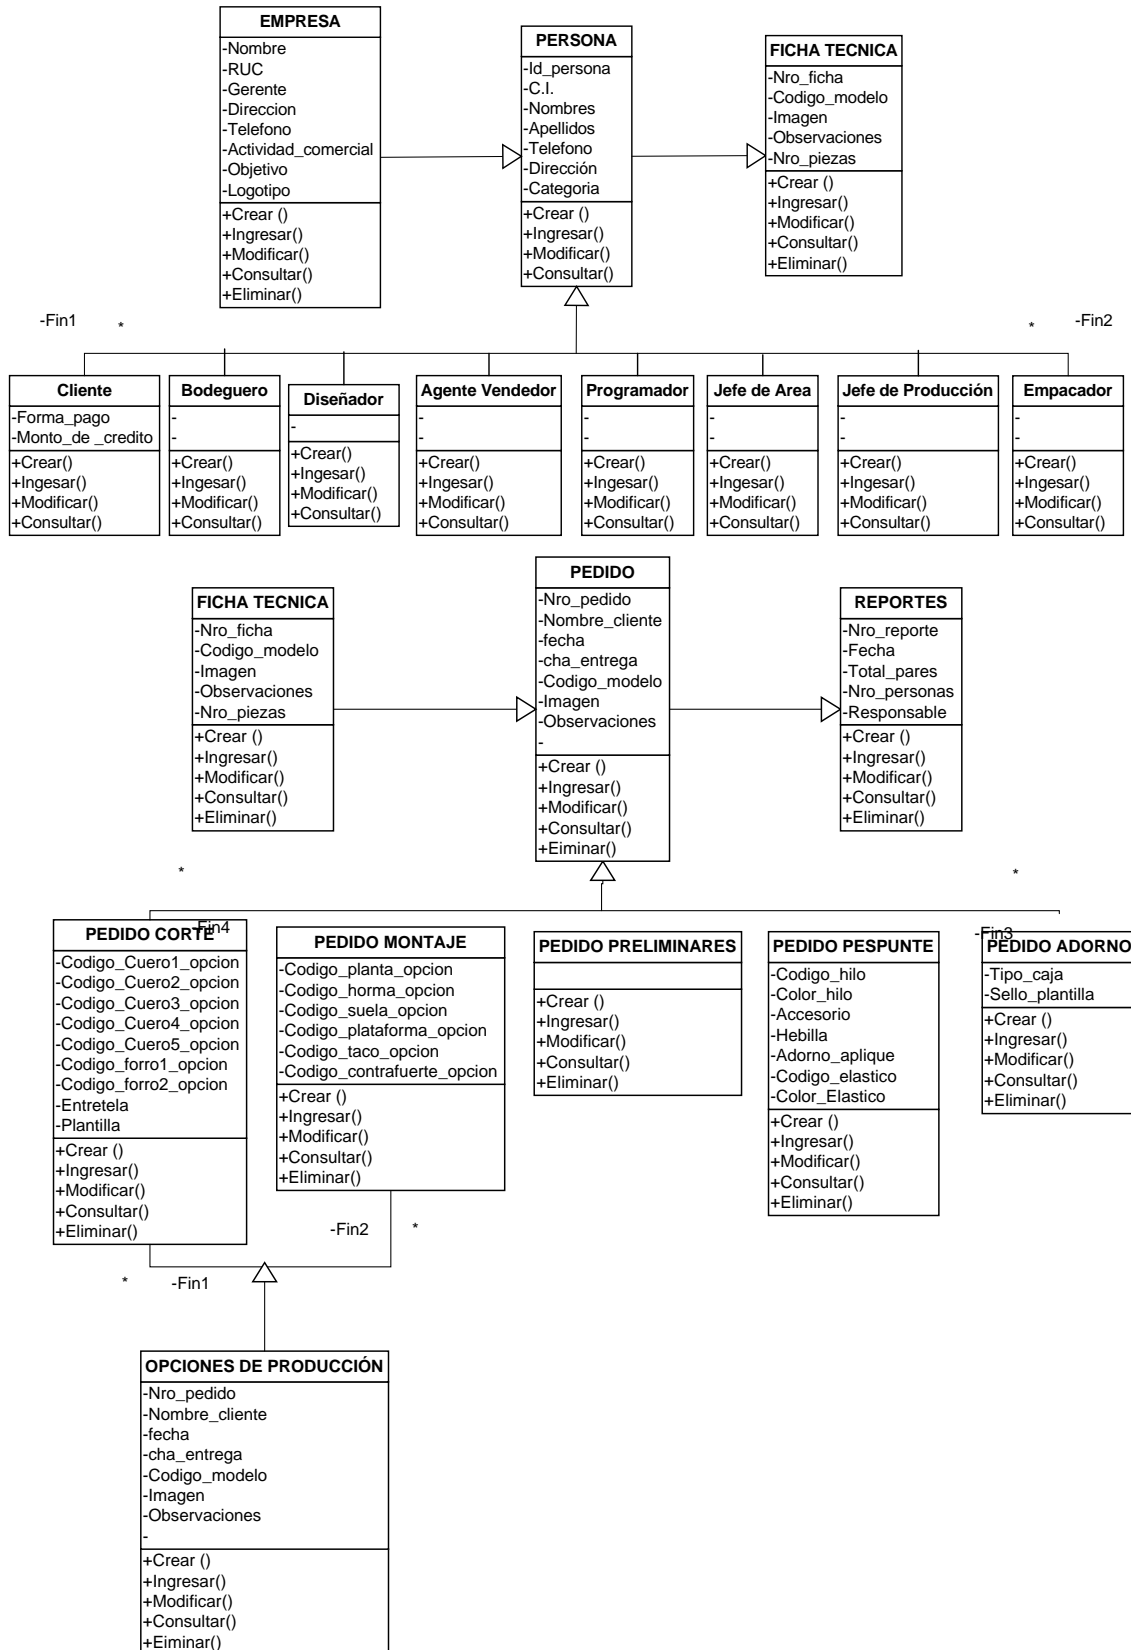 EMPRESA
-Nombre
-RUC
-Gerente
-Direccion
-Telefono
-Actividad_comercial
-Objetivo
-Logotipo
+Crear ()
+Ingresar()
+Modificar()
+Consultar()
+Eliminar()
PERSONA
-Id_persona
-C.I.
-Nombres
-Apellidos
-Telefono
-Dirección
-Categoria
+Crear ()
+Ingresar()
+Modificar()
+Consultar()
FICHA TECNICA
-Nro_ficha
-Codigo_modelo
-Imagen
-Observaciones
-Nro_piezas
+Crear ()
+Ingresar()
+Modificar()
+Consultar()
+Eliminar()
-Fin1
*
*
-Fin2
Cliente
-Forma_pago
-Monto_de _credito
+Crear()
+Ingesar()
+Modificar()
+Consultar()
Bodeguero
-
-
+Crear()
+Ingesar()
+Modificar()
+Consultar()
Diseñador
-
+Crear()
+Ingesar()
+Modificar()
+Consultar()
Agente Vendedor
-
-
+Crear()
+Ingesar()
+Modificar()
+Consultar()
Programador
-
-
+Crear()
+Ingesar()
+Modificar()
+Consultar()
Jefe de Area
-
-
+Crear()
+Ingesar()
+Modificar()
+Consultar()
Jefe de Producción
-
-
+Crear()
+Ingesar()
+Modificar()
+Consultar()
Empacador
-
-
+Crear()
+Ingesar()
+Modificar()
+Consultar()
FICHA TECNICA
-Nro_ficha
-Codigo_modelo
-Imagen
-Observaciones
-Nro_piezas
+Crear ()
+Ingresar()
+Modificar()
+Consultar()
+Eliminar()
PEDIDO
-Nro_pedido
-Nombre_cliente
-fecha
-cha_entrega
-Codigo_modelo
-Imagen
-Observaciones
-
+Crear ()
+Ingresar()
+Modificar()
+Consultar()
+Eiminar()
REPORTES
-Nro_reporte
-Fecha
-Total_pares
-Nro_personas
-Responsable
+Crear ()
+Ingresar()
+Modificar()
+Consultar()
+Eliminar()
*
*
-Fin4
-Fin3
PEDIDO CORTE
-Codigo_Cuero1_opcion
-Codigo_Cuero2_opcion
-Codigo_Cuero3_opcion
-Codigo_Cuero4_opcion
-Codigo_Cuero5_opcion
-Codigo_forro1_opcion
-Codigo_forro2_opcion
-Entretela
-Plantilla
+Crear ()
+Ingresar()
+Modificar()
+Consultar()
+Eliminar()
PEDIDO MONTAJE
-Codigo_planta_opcion
-Codigo_horma_opcion
-Codigo_suela_opcion
-Codigo_plataforma_opcion
-Codigo_taco_opcion
-Codigo_contrafuerte_opcion
+Crear ()
+Ingresar()
+Modificar()
+Consultar()
+Eliminar()
PEDIDO PRELIMINARES
+Crear ()
+Ingresar()
+Modificar()
+Consultar()
+Eliminar()
PEDIDO PESPUNTE
-Codigo_hilo
-Color_hilo
-Accesorio
-Hebilla
-Adorno_aplique
-Codigo_elastico
-Color_Elastico
+Crear ()
+Ingresar()
+Modificar()
+Consultar()
+Eliminar()
PEDIDO ADORNO
-Tipo_caja
-Sello_plantilla
+Crear ()
+Ingresar()
+Modificar()
+Consultar()
+Eliminar()
-Fin2
*
*
-Fin1
OPCIONES DE PRODUCCIÓN
-Nro_pedido
-Nombre_cliente
-fecha
-cha_entrega
-Codigo_modelo
-Imagen
-Observaciones
-
+Crear ()
+Ingresar()
+Modificar()
+Consultar()
+Eiminar()